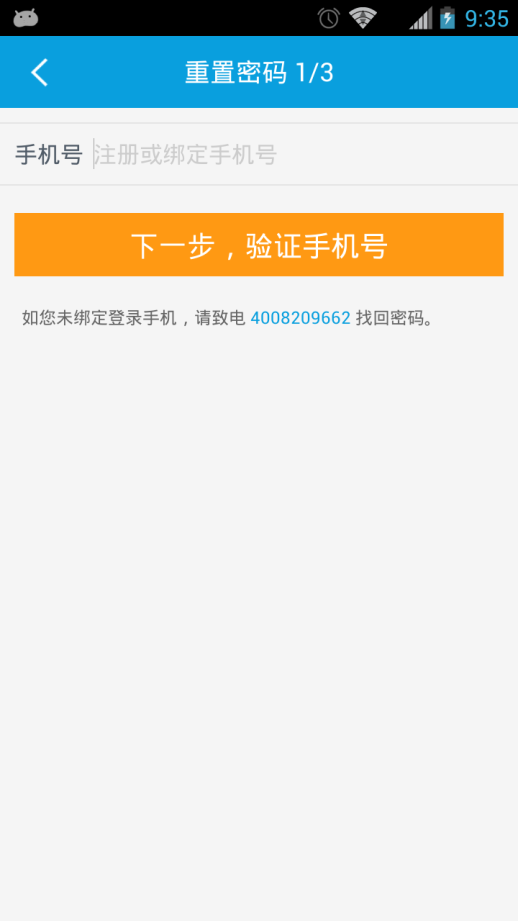 9:35
重置密码 1/3
手机号 注册或绑定手机号
下一步，验证手机号
如您未绑定登录手机，请致电 4008209662 找回密码。